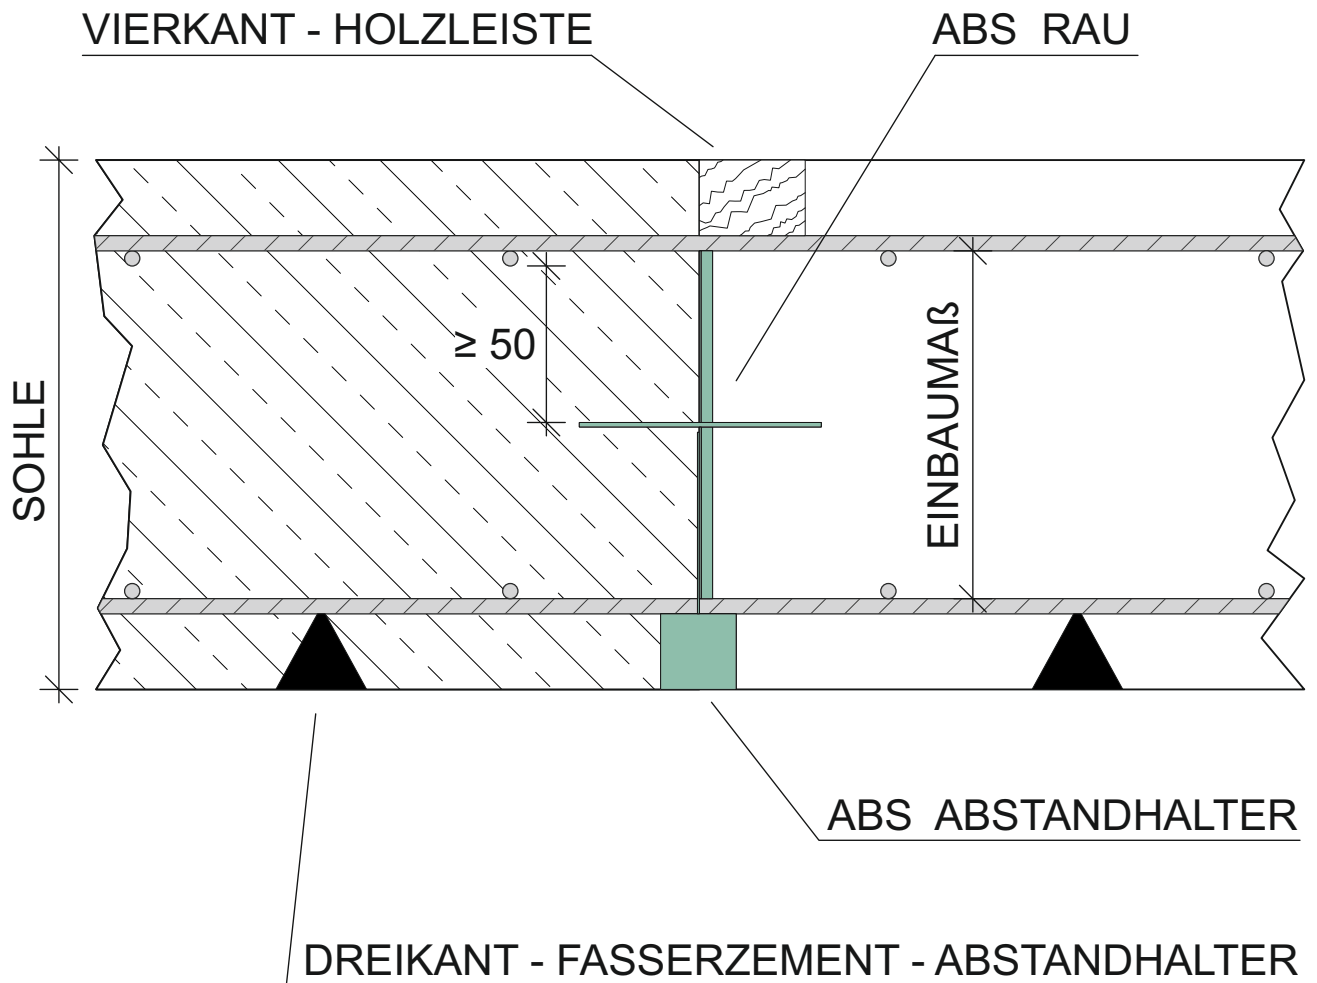 VIERKANT - HOLZLEISTE
ABS RAU
≥ 50
EINBAUMAß
SOHLE
ABS ABSTANDHALTER
DREIKANT - FASSERZEMENT - ABSTANDHALTER